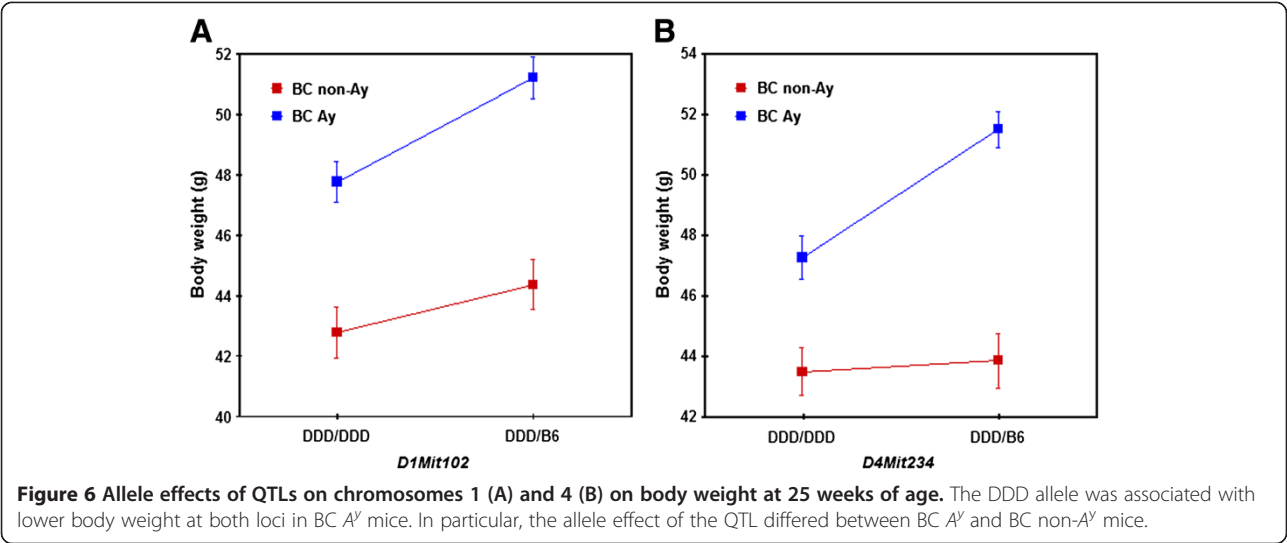 A
B
52
50
48
46
44
42
40
Body weight (g)
BC non-Ay
BC Ay
DDD/DDD
DDD/B6
D1Mit102
54
52
50
48
46
44
42
Body weight (g)
BC non-Ay
BC Ay
DDD/DDD
DDD/B6
D4Mit234
Figure 6 Allele effects of QTLs on chromosomes 1 (A) and 4 (B) on body weight at 25 weeks of age. The DDD allele was associated with
lower body weight at both loci in BC Aʸ mice. In particular, the allele effect of the QTL differed between BC Aʸ and BC non-Aʸ mice.